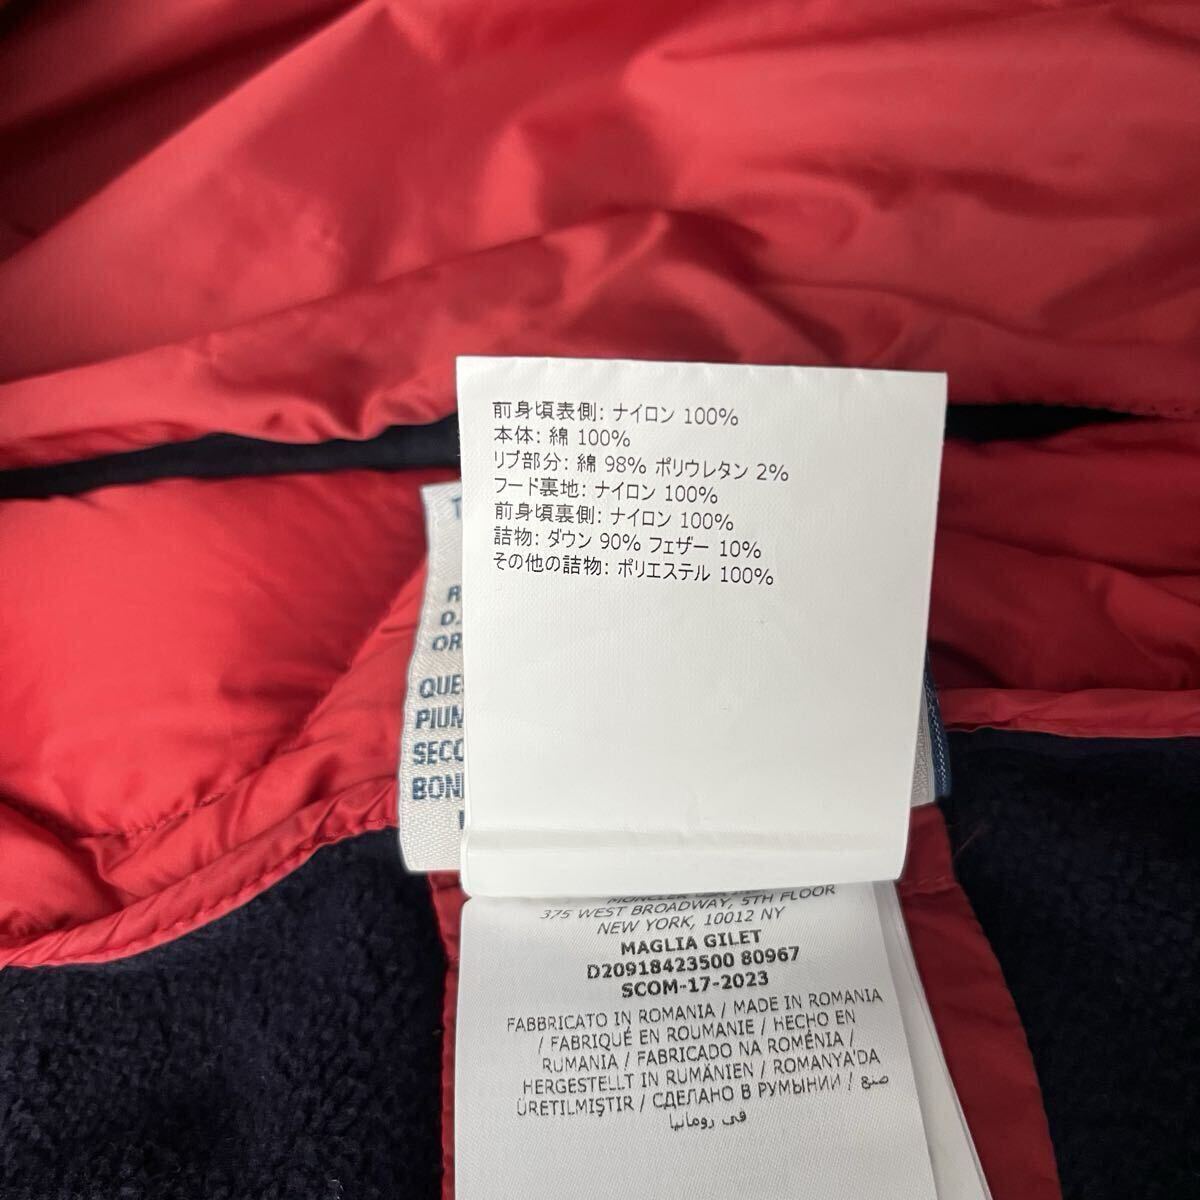 前身頃表側: ナイロン 100%
本体: 綿 100%
リブ部分: 綿 98% ポリウレタン 2%
フード裏地: ナイロン 100%
前身頃裏側: ナイロン 100%
詰物: ダウン 90% フェザー 10%
その他の詰物: ポリエステル 100%
T
R
D.
OR
QUE
PIUM
SECO
BON
375 WEST BROADWAY, 5TH FLOOR
NEW YORK, 10012 NY
MAGLIA GILET
D20918423500 80967
SCOM-17-2023
FABBRICATO IN ROMANIA / MADE IN ROMANIA
/ FABRIQUÉ EN ROUMANIE / HECHO EN
RUMANIA / FABRICADO NA ROMÉNIA /
HERGESTELLT IN RUMÄNIEN / ROMANYA'DA
ÜRETILMIŞTIR / СДЕЛАНО В РУМЫНИИ / صنع
في رومانيا